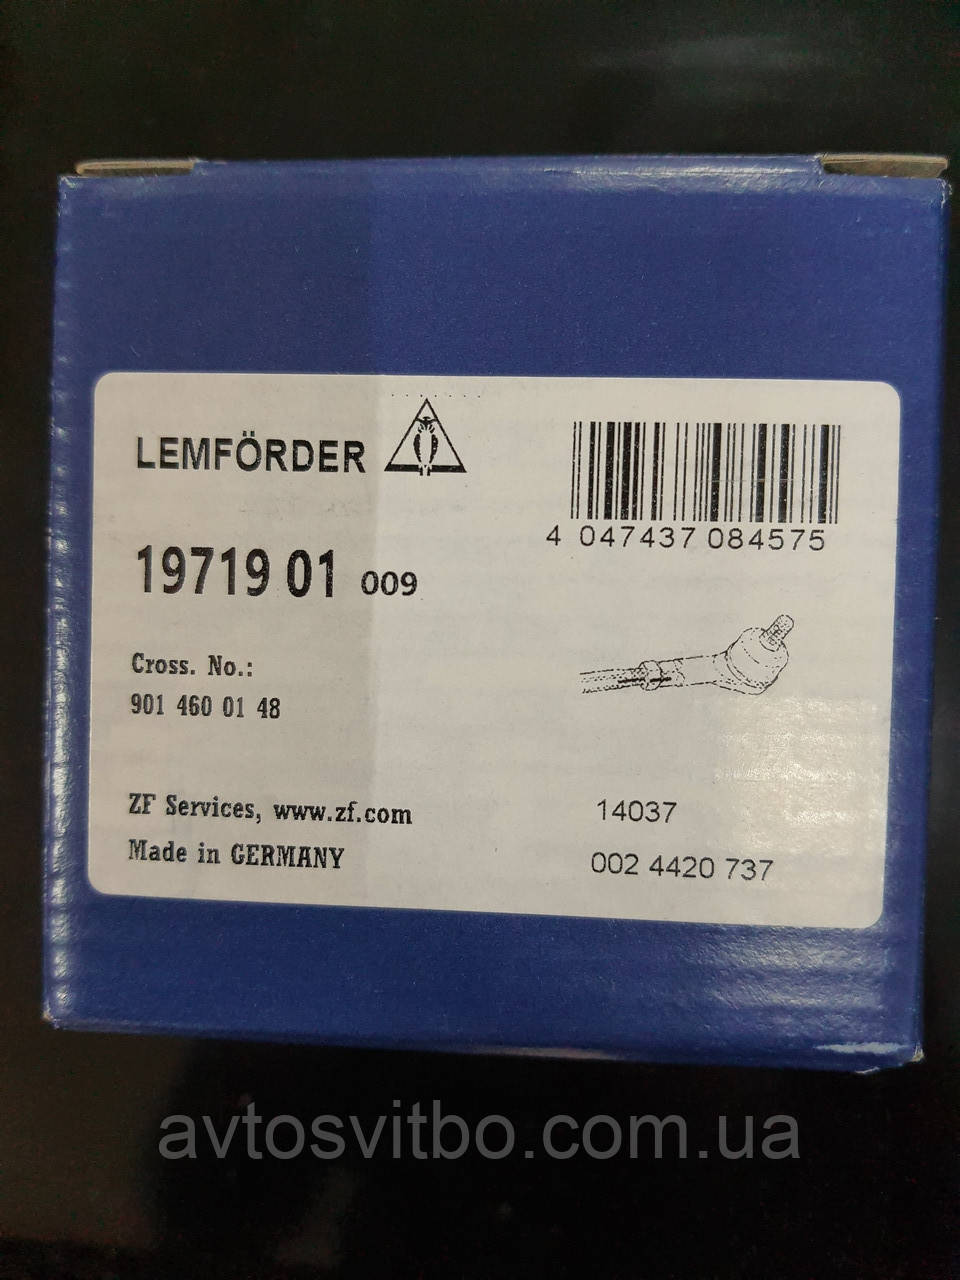 LEMFÖRDER
4 047437 084575
19719 01 009
Cross. No.:
901 460 01 48
ZF Services, www.zf.com
14037
Made in GERMANY
002 4420 737
avtosvitbo.com.ua